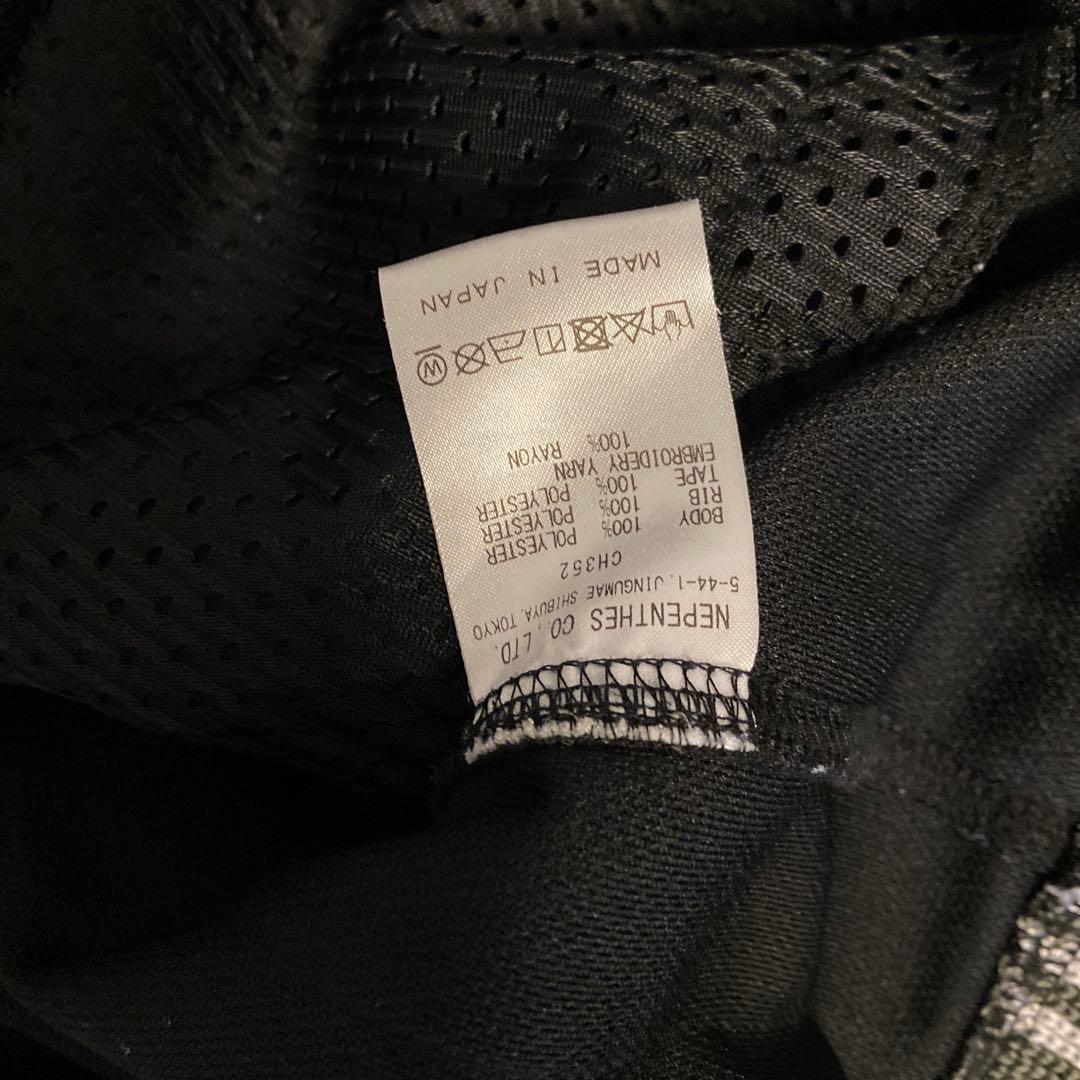 NEPENTHES CO., LTD.
5-44-1, JINGUMAE SHIBUYA, TOKYO
CH352
BODY 100% POLYESTER
RIB 100% POLYESTER
TAPE 100% POLYESTER
EMBROIDERY YARN
100% RAYON
W
MADE IN JAPAN